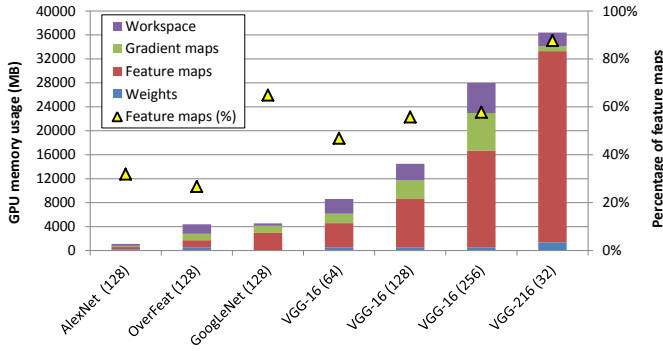 40000
36000
32000
28000
24000
20000
16000
12000
8000
4000
0
GPU memory usage (MB)
Workspace
Gradient maps
Feature maps
Weights
Feature maps (%)
100%
80%
60%
40%
20%
0%
Percentage of feature maps
AlexNet (128)
OverFeat (128)
GoogLeNet (128)
VGG-16 (64)
VGG-16 (128)
VGG-16 (256)
VGG-216 (32)